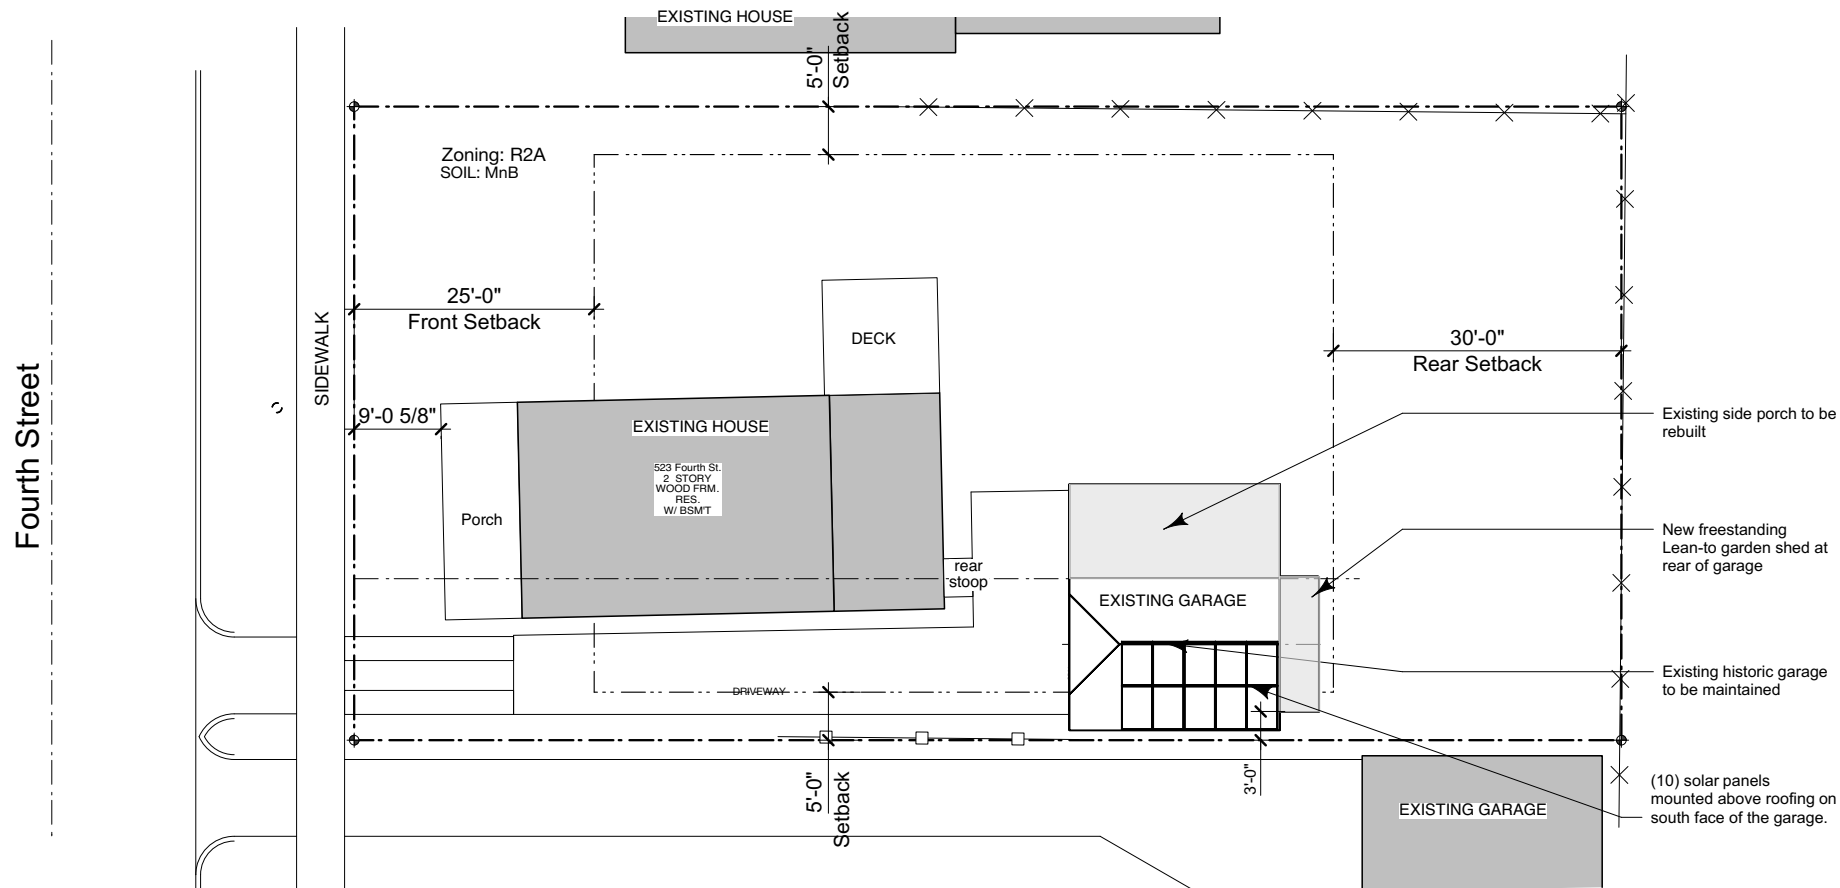 EXISTING HOUSE
5'-0"
Setback
Zoning: R2A
SOIL: MnB
25'-0"
Front Setback
SIDEWALK
Fourth Street
DECK
30'-0"
Rear Setback
9'-0 5/8"
EXISTING HOUSE
523 Fourth St.
2 STORY
WOOD FRM.
RES.
W/ BSM'T
Porch
rear
stoop
Existing side porch to be
rebuilt
New freestanding
Lean-to garden shed at
rear of garage
EXISTING GARAGE
Existing historic garage
to be maintained
DRIVEWAY
5'-0"
Setback
3'-0"
EXISTING GARAGE
(10) solar panels
mounted above roofing on
south face of the garage.